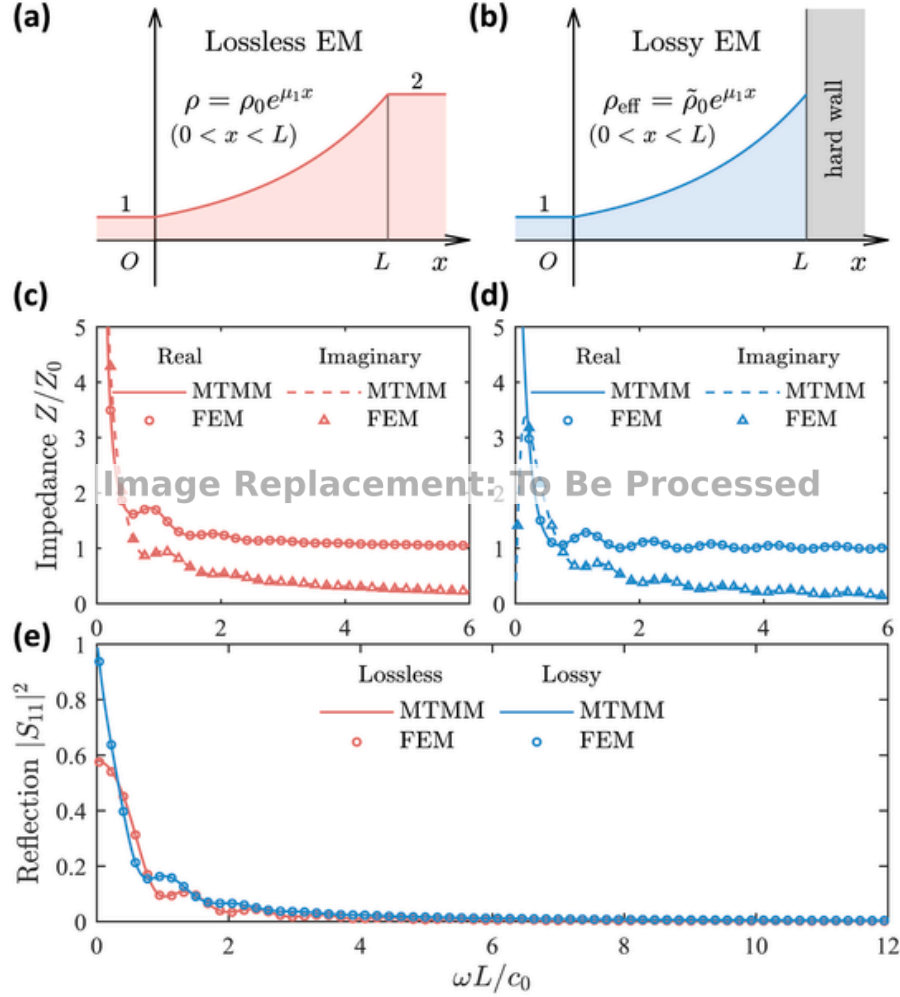 (a)
Lossless EM
ρ = ρ₀e^{μ₁x}
(0 < x < L)
1
2
O
L
x
(b)
Lossy EM
ρ_eff = ρ̃₀e^{μ₁x}
(0 < x < L)
hard wall
1
O
L
x
(c)
Impedance Z/Z₀
5
4
3
2
1
0
Real Imaginary
MTMM MTMM
FEM FEM
0 2 4 6
(d)
5
4
3
2
1
0
Real Imaginary
MTMM MTMM
FEM FEM
0 2 4 6
Image Replacement: To Be Processed
(e)
Reflection |S₁₁|²
1
0.8
0.6
0.4
0.2
0
Lossless Lossy
MTMM MTMM
FEM FEM
0 2 4 6 8 10 12
ωL/c₀